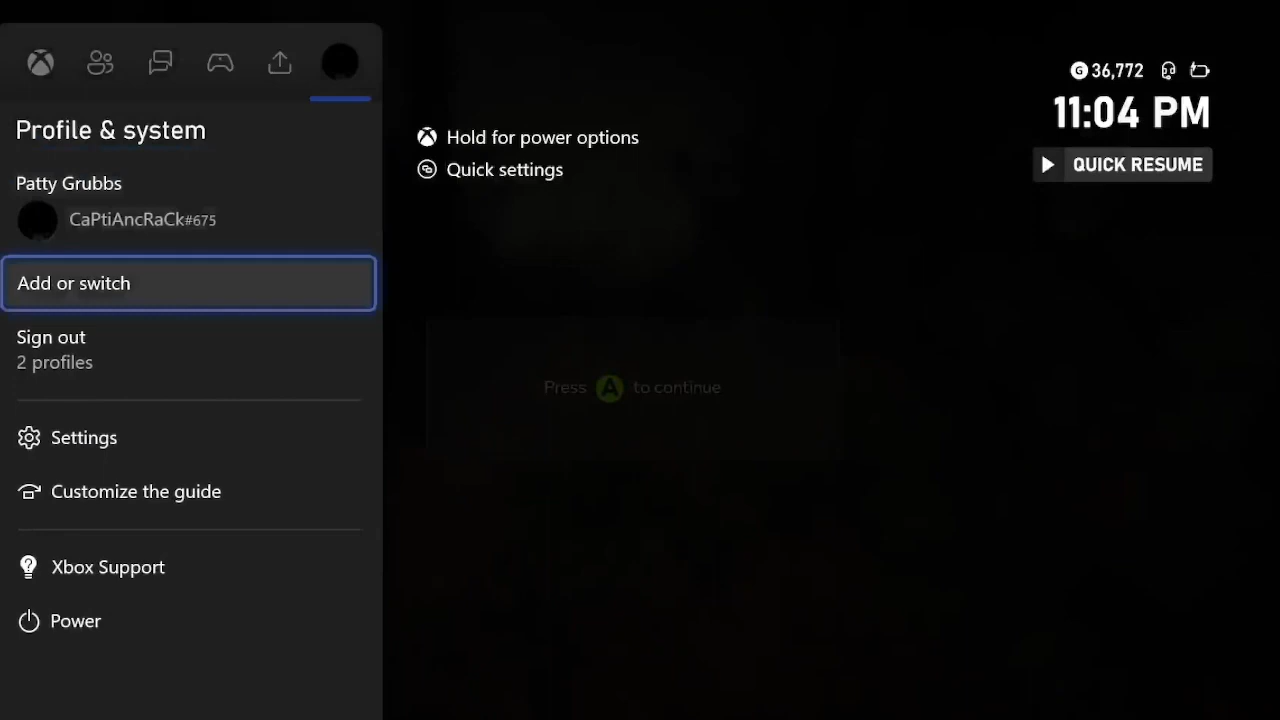 Profile & system
Patty Grubbs
CaPtiAncRaCk#675
Add or switch
Sign out
2 profiles
Settings
Customize the guide
Xbox Support
Power
Hold for power options
Quick settings
Press A to continue
G 36,772
11:04 PM
QUICK RESUME